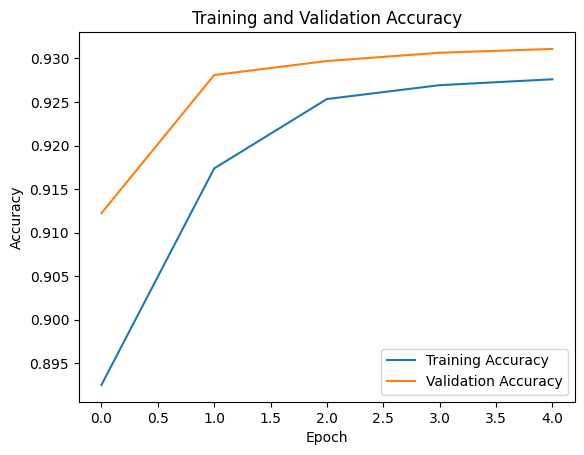 Training and Validation Accuracy
0.930
0.925
0.920
0.915
0.910
0.905
0.900
0.895
Accuracy
Training Accuracy
Validation Accuracy
0.0 0.5 1.0 1.5 2.0 2.5 3.0 3.5 4.0
Epoch